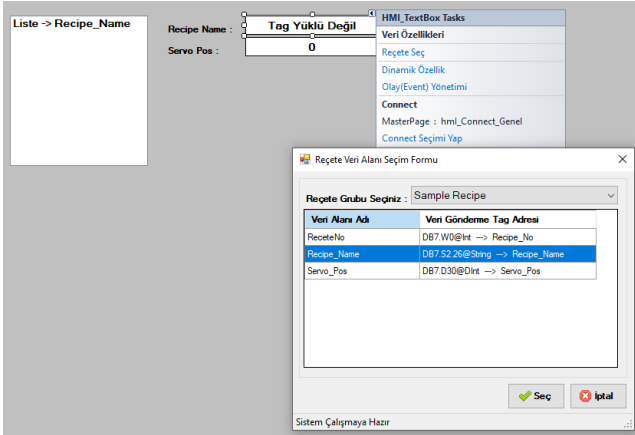 Liste -> Recipe_Name
Recipe Name :
Tag Yüklü Değil
Servo Pos :
0
HMI_TextBox Tasks
Veri Özellikleri
Reçete Seç
Dinamik Özellik
Olay(Event) Yönetimi
Connect
MasterPage : hml_Connect_Genel
Connect Seçimi Yap
Reçete Veri Alanı Seçim Formu
Reçete Grubu Seçiniz :
Sample Recipe
Veri Alanı Adı Veri Gönderme Tag Adresi
ReceteNo DB7.W0@Int ---> Recipe_No
Recipe_Name DB7.S2.26@String ---> Recipe_Name
Servo_Pos DB7.D30@DInt ---> Servo_Pos
Seç
İptal
Sistem Çalışmaya Hazır